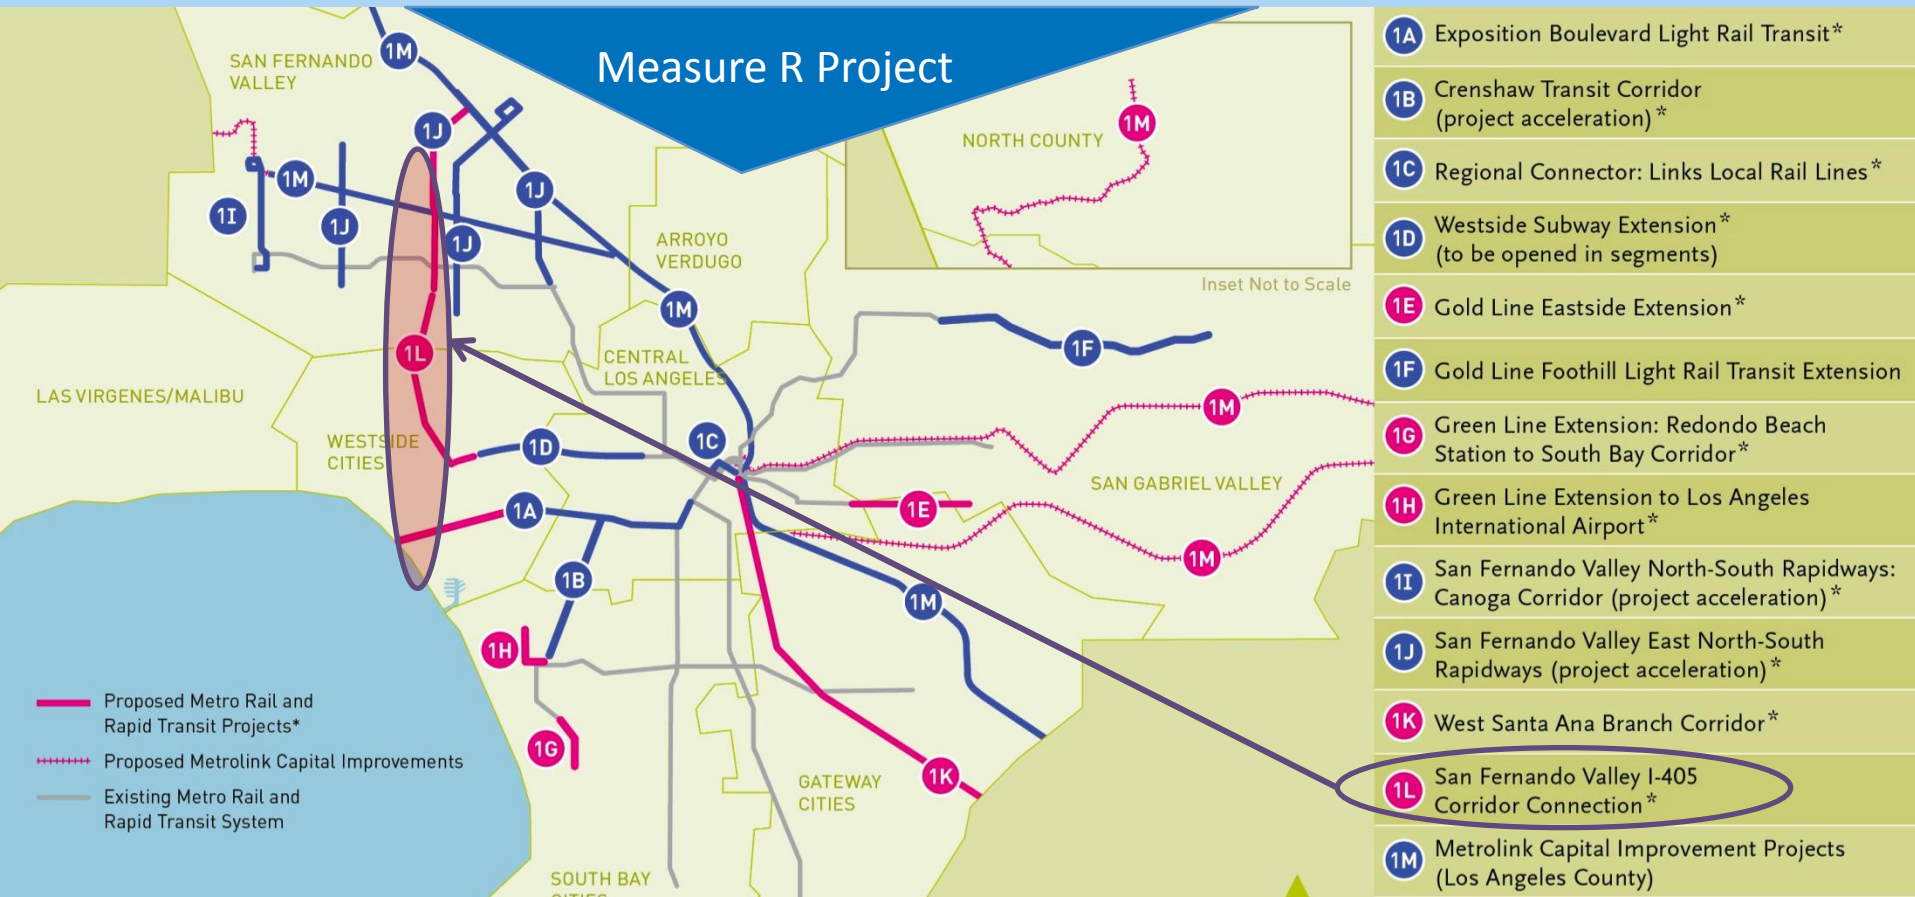 Measure R Project
SAN FERNANDO
VALLEY
1M
1J
1M
1I
1J
1J
1J
ARROYO
VERDUGO
NORTH COUNTY
1M
Inset Not to Scale
1M
1L
CENTRAL
LOS ANGELES
1F
LAS VIRGENES/MALIBU
WESTSIDE
CITIES
1D
1C
1M
SAN GABRIEL VALLEY
1A
1E
1M
1B
1M
1H
1G
1K
GATEWAY
CITIES
SOUTH BAY
CITIES
Proposed Metro Rail and
Rapid Transit Projects*
Proposed Metrolink Capital Improvements
Existing Metro Rail and
Rapid Transit System
1A Exposition Boulevard Light Rail Transit*
1B Crenshaw Transit Corridor
(project acceleration)*
1C Regional Connector: Links Local Rail Lines*
1D Westside Subway Extension*
(to be opened in segments)
1E Gold Line Eastside Extension*
1F Gold Line Foothill Light Rail Transit Extension
1G Green Line Extension: Redondo Beach
Station to South Bay Corridor*
1H Green Line Extension to Los Angeles
International Airport*
1I San Fernando Valley North-South Rapidways:
Canoga Corridor (project acceleration)*
1J San Fernando Valley East North-South
Rapidways (project acceleration)*
1K West Santa Ana Branch Corridor*
1L San Fernando Valley I-405
Corridor Connection*
1M Metrolink Capital Improvement Projects
(Los Angeles County)